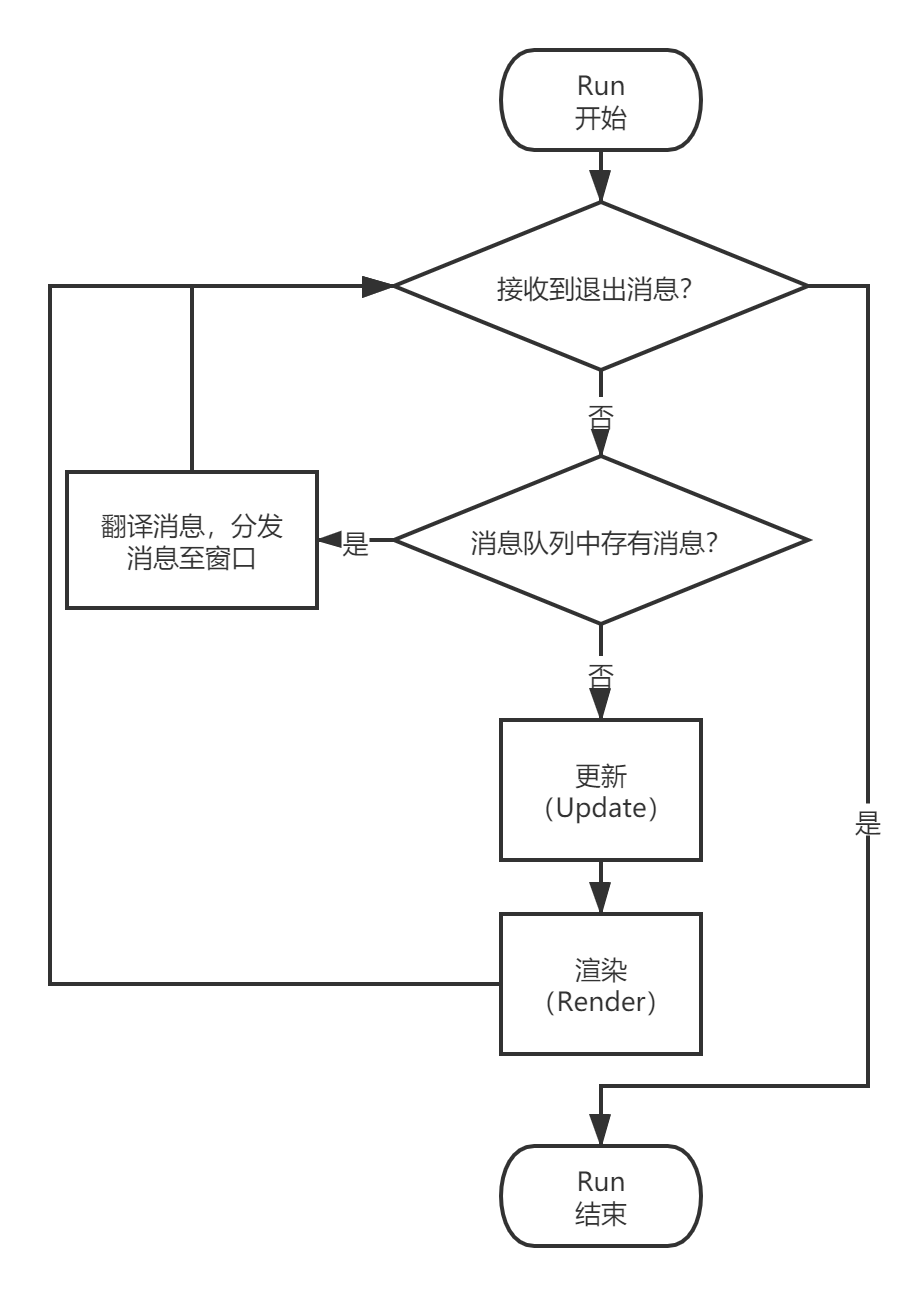 Run
开始
接收到退出消息?
否
消息队列中存有消息?
是
翻译消息，分发
消息至窗口
否
更新
（Update）
是
渲染
（Render）
Run
结束